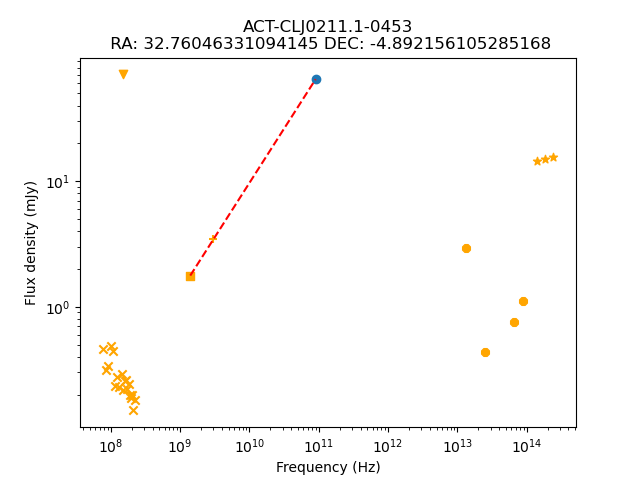 ACT-CLJ0211.1-0453
RA: 32.76046331094145 DEC: -4.892156105285168
Flux density (mJy)
10¹
10⁰
10⁸ 10⁹ 10¹⁰ 10¹¹ 10¹² 10¹³ 10¹⁴
Frequency (Hz)